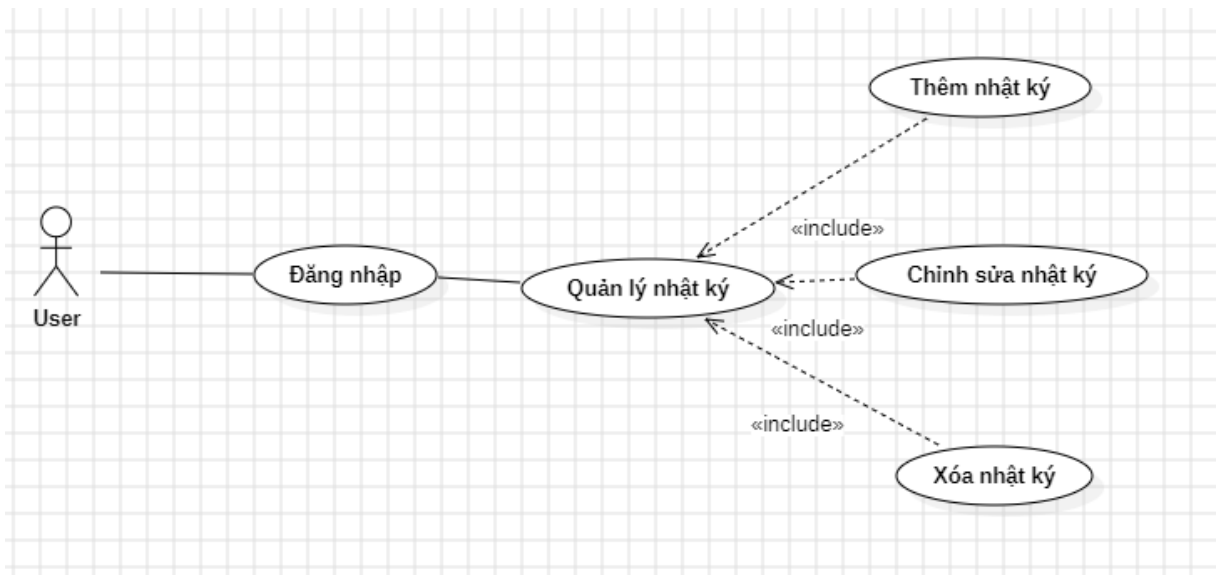 Thêm nhật ký
«include»
User
Đăng nhập
Quản lý nhật ký
Chỉnh sửa nhật ký
«include»
«include»
Xóa nhật ký